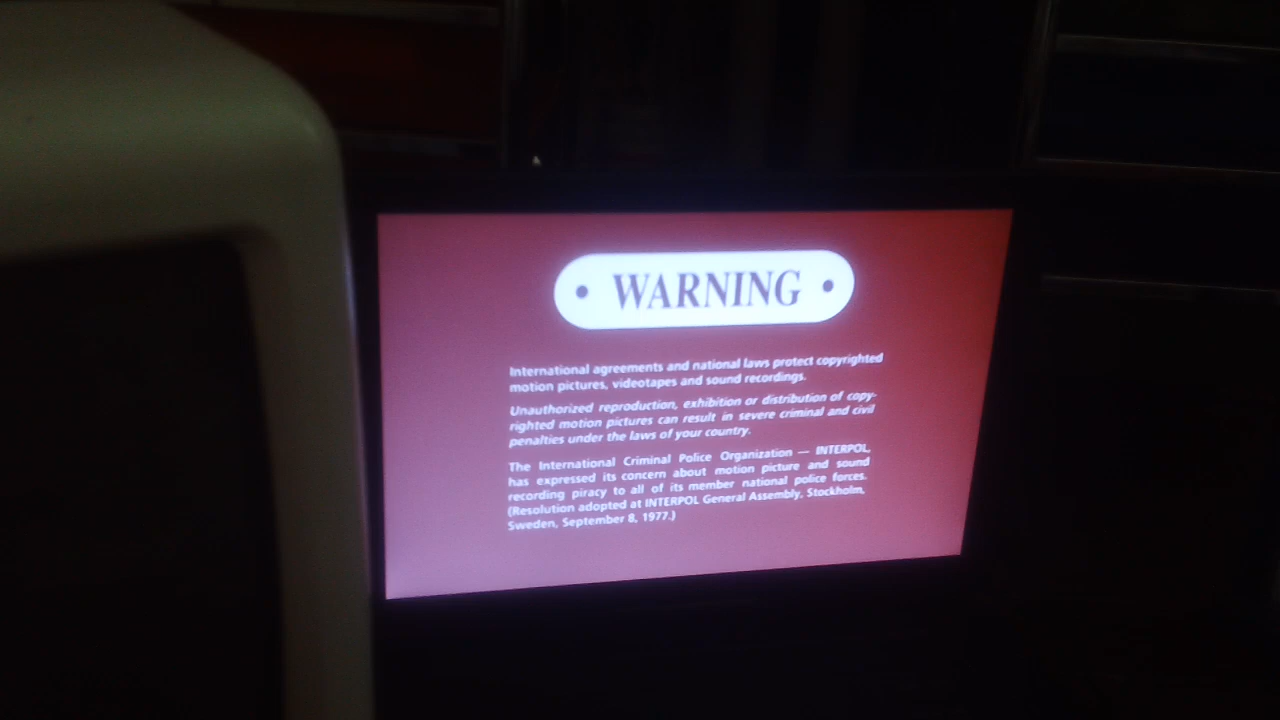 • WARNING •
International agreements and national laws protect copyrighted
motion pictures, videotapes and sound recordings.
Unauthorized reproduction, exhibition or distribution of copy-
righted motion pictures can result in severe criminal and civil
penalties under the laws of your country.
The International Criminal Police Organization — INTERPOL,
has expressed its concern about motion picture and sound
recording piracy to all of its member national police forces.
(Resolution adopted at INTERPOL General Assembly, Stockholm,
Sweden, September 8, 1977.)